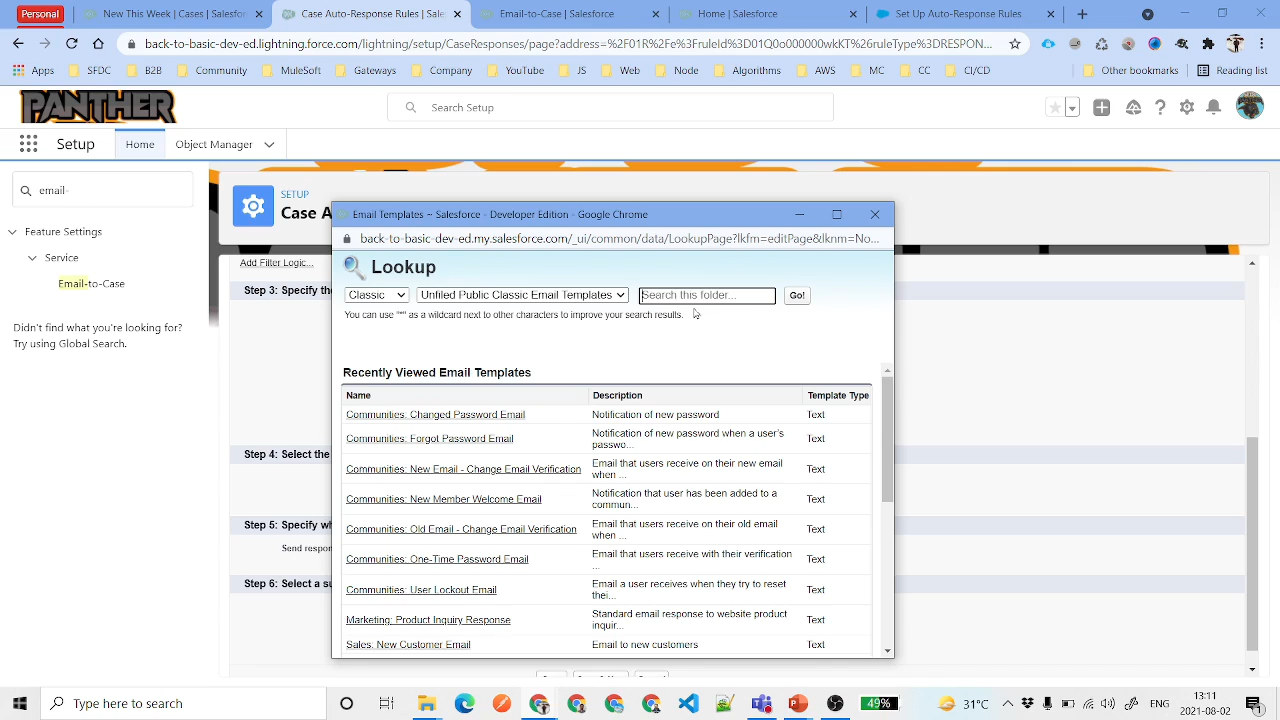 Personal
New This Week | Cases | Salesfor
Case Auto-Response Rules | Sale
Email-to-Case | Salesforce
Home | Salesforce
Set Up Auto-Response Rules
back-to-basic-dev-ed.lightning.force.com/lightning/setup/CaseResponses/page?address=%2F01R%2Fe%3FruleId%3D01Q0o000000wkKT%26ruleType%3DRESPON...
Apps SFDC B2B Community MuleSoft Gateways Comm YouTube JS Web Node Algorithms AWS MC CC CI/CD Other bookmarks Reading list
PANTHER
Search Setup
Setup
Home
Object Manager
email-
SETUP
Case A
Feature Settings
Service
Email-to-Case
Didn't find what you're looking for?
Try using Global Search.
Add Filter Logic...
Step 3: Specify the
Step 4: Select the
Step 5: Specify wh
Send respon
Step 6: Select a su
Email Templates ~ Salesforce - Developer Edition - Google Chrome
back-to-basic-dev-ed.my.salesforce.com/_ui/common/data/LookupPage?lkfm=editPage&lknm=No...
Lookup
Classic
Unfiled Public Classic Email Templates
Search this folder...
Go!
You can use "*" as a wildcard next to other characters to improve your search results.
Recently Viewed Email Templates
Name Description Template Type
Communities: Changed Password Email Notification of new password Text
Communities: Forgot Password Email Notification of new password when a user's passwo... Text
Communities: New Email - Change Email Verification Email that users receive on their new email when ... Text
Communities: New Member Welcome Email Notification that user has been added to a commun... Text
Communities: Old Email - Change Email Verification Email that users receive on their old email when ... Text
Communities: One-Time Password Email Email that users receive with their verification ... Text
Communities: User Lockout Email Email a user receives when they try to reset thei... Text
Marketing: Product Inquiry Response Standard email response to website product inquir... Text
Sales: New Customer Email Email to new customers Text
Type here to search
49%
31°C
ENG
13:11
2021-08-02